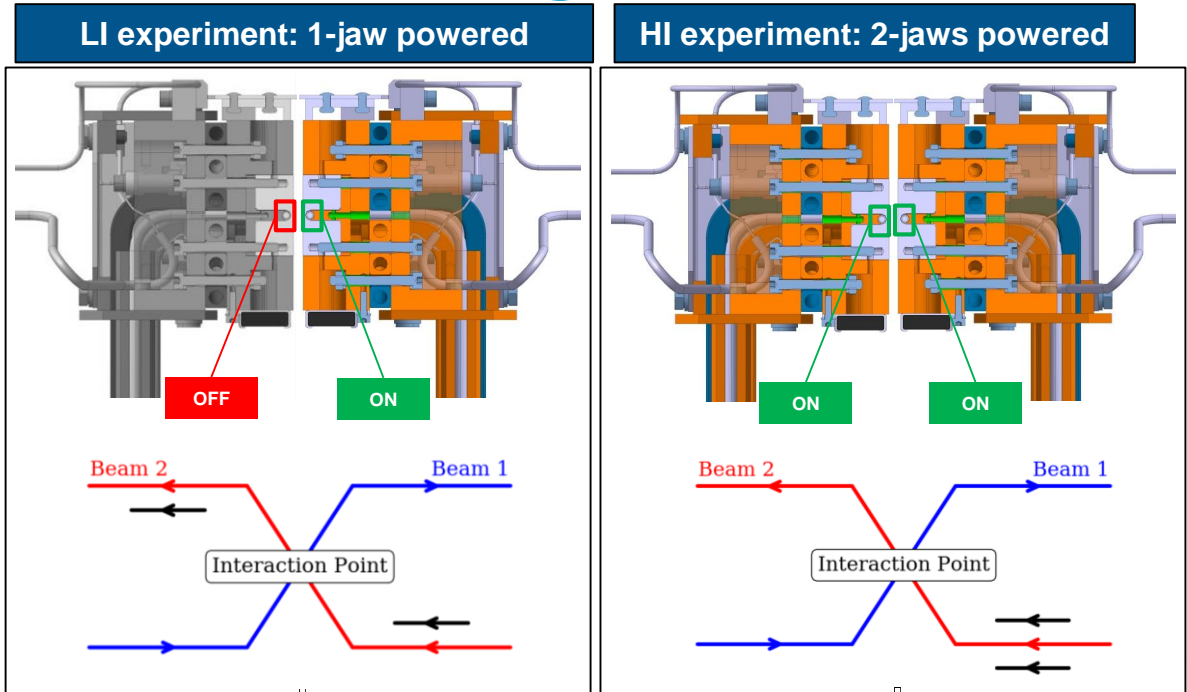 LI experiment: 1-jaw powered
HI experiment: 2-jaws powered
OFF
ON
ON
ON
Beam 2
Beam 1
Interaction Point
Beam 2
Beam 1
Interaction Point